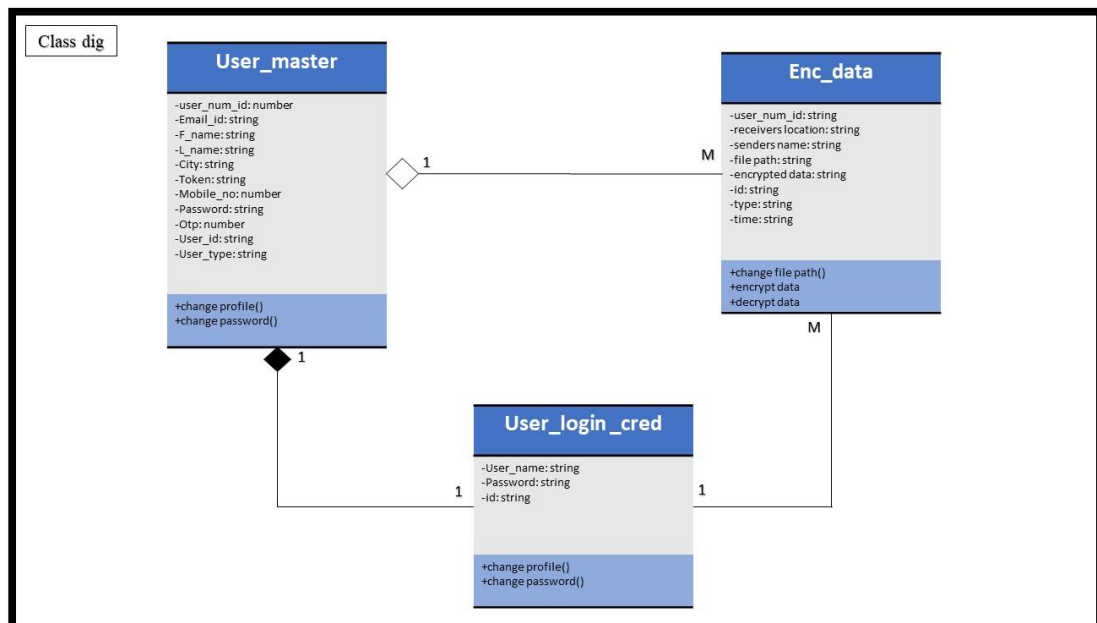 Class dig
User_master
-user_num_id: number
-Email_id: string
-F_name: string
-L_name: string
-City: string
-Token: string
-Mobile_no: number
-Password: string
-Otp: number
-User_id: string
-User_type: string
+change profile()
+change password()
1
M
Enc_data
-user_num_id: string
-receivers location: string
-senders name: string
-file path: string
-encrypted data: string
-id: string
-type: string
-time: string
+change file path()
+encrypt data
+decrypt data
M
1
1
User_login_cred
-User_name: string
-Password: string
-id: string
+change profile()
+change password()
1